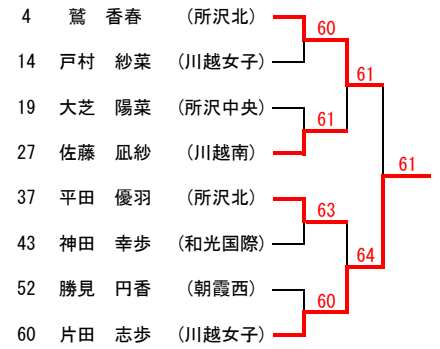 4 鷲 香春 (所沢北)
60
14 戸村 紗菜 (川越女子)
61
19 大芝 陽菜 (所沢中央)
61
27 佐藤 凪紗 (川越南)
61
37 平田 優羽 (所沢北)
63
43 神田 幸歩 (和光国際)
64
52 勝見 円香 (朝霞西)
60
60 片田 志歩 (川越女子)